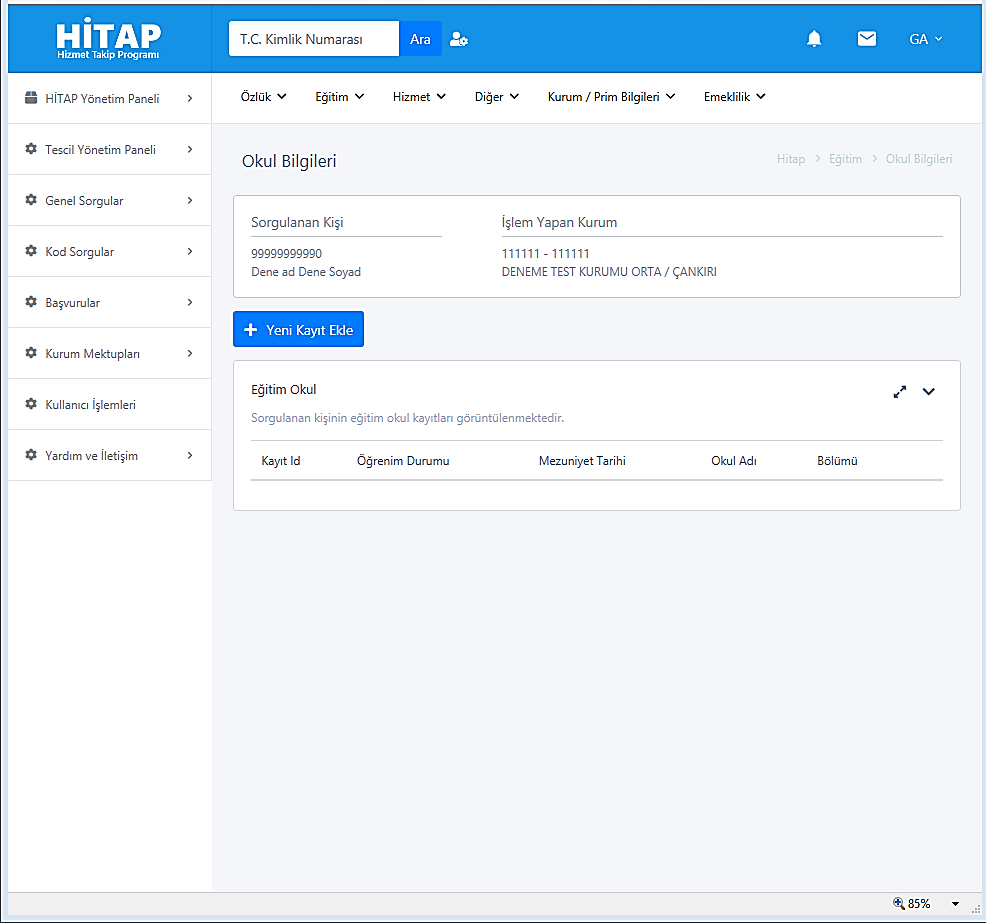 HİTAP
Hizmet Takip Programı
T.C. Kimlik Numarası
Ara
GA
HİTAP Yönetim Paneli
Tescil Yönetim Paneli
Genel Sorgular
Kod Sorgular
Başvurular
Kurum Mektupları
Kullanıcı İşlemleri
Yardım ve İletişim
Özlük Eğitim Hizmet Diğer Kurum / Prim Bilgileri Emeklilik
Okul Bilgileri
Hitap > Eğitim > Okul Bilgileri
Sorgulanan Kişi
99999999990
Dene ad Dene Soyad
İşlem Yapan Kurum
111111 - 111111
DENEME TEST KURUMU ORTA / ÇANKIRI
Yeni Kayıt Ekle
Eğitim Okul
Sorgulanan kişinin eğitim okul kayıtları görüntülenmektedir.
Kayıt Id Öğrenim Durumu Mezuniyet Tarihi Okul Adı Bölümü
85%